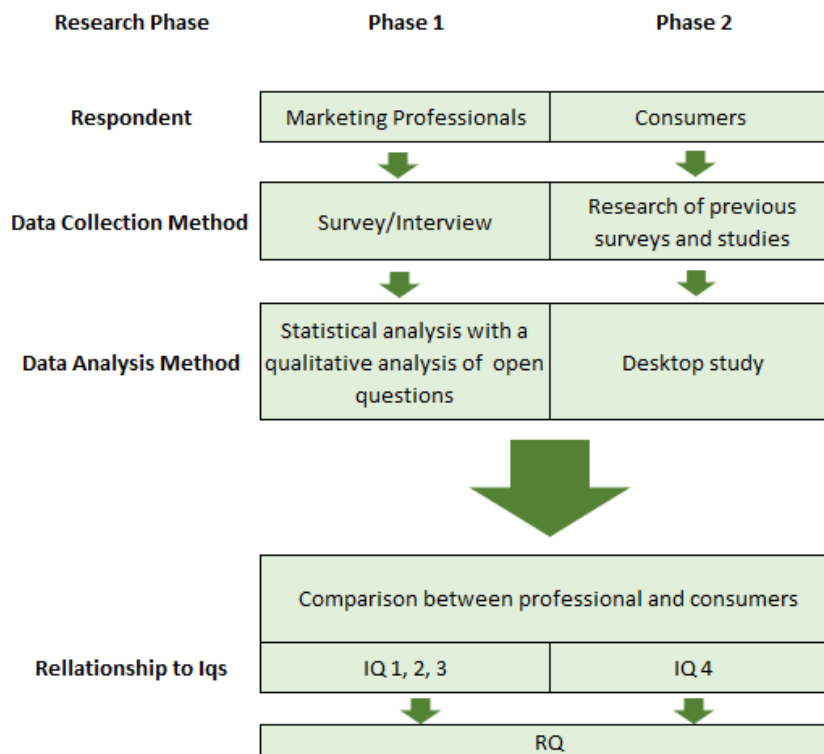 Research Phase Phase 1 Phase 2
Respondent Marketing Professionals Consumers
Data Collection Method Survey/Interview Research of previous
surveys and studies
Data Analysis Method Statistical analysis with a
qualitative analysis of open
questions Desktop study
Comparison between professional and consumers
Rellationship to Iqs IQ 1, 2, 3 IQ 4
RQ